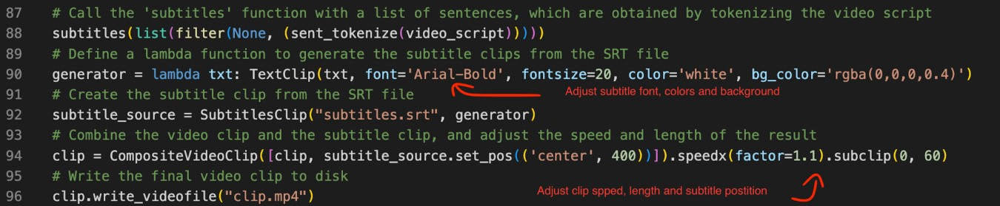 87 # Call the 'subtitles' function with a list of sentences, which are obtained by tokenizing the video script
88 subtitles(list(filter(None, (sent_tokenize(video_script)))))
89 # Define a lambda function to generate the subtitle clips from the SRT file
90 generator = lambda txt: TextClip(txt, font='Arial-Bold', fontsize=20, color='white', bg_color='rgba(0,0,0,0.4)')
91 # Create the subtitle clip from the SRT file
Adjust subtitle font, colors and background
92 subtitle_source = SubtitlesClip("subtitles.srt", generator)
93 # Combine the video clip and the subtitle clip, and adjust the speed and length of the result
94 clip = CompositeVideoClip([clip, subtitle_source.set_pos(('center', 400))]).speedx(factor=1.1).subclip(0, 60)
95 # Write the final video clip to disk
Adjust clip spped, length and subtitle postition
96 clip.write_videofile("clip.mp4")